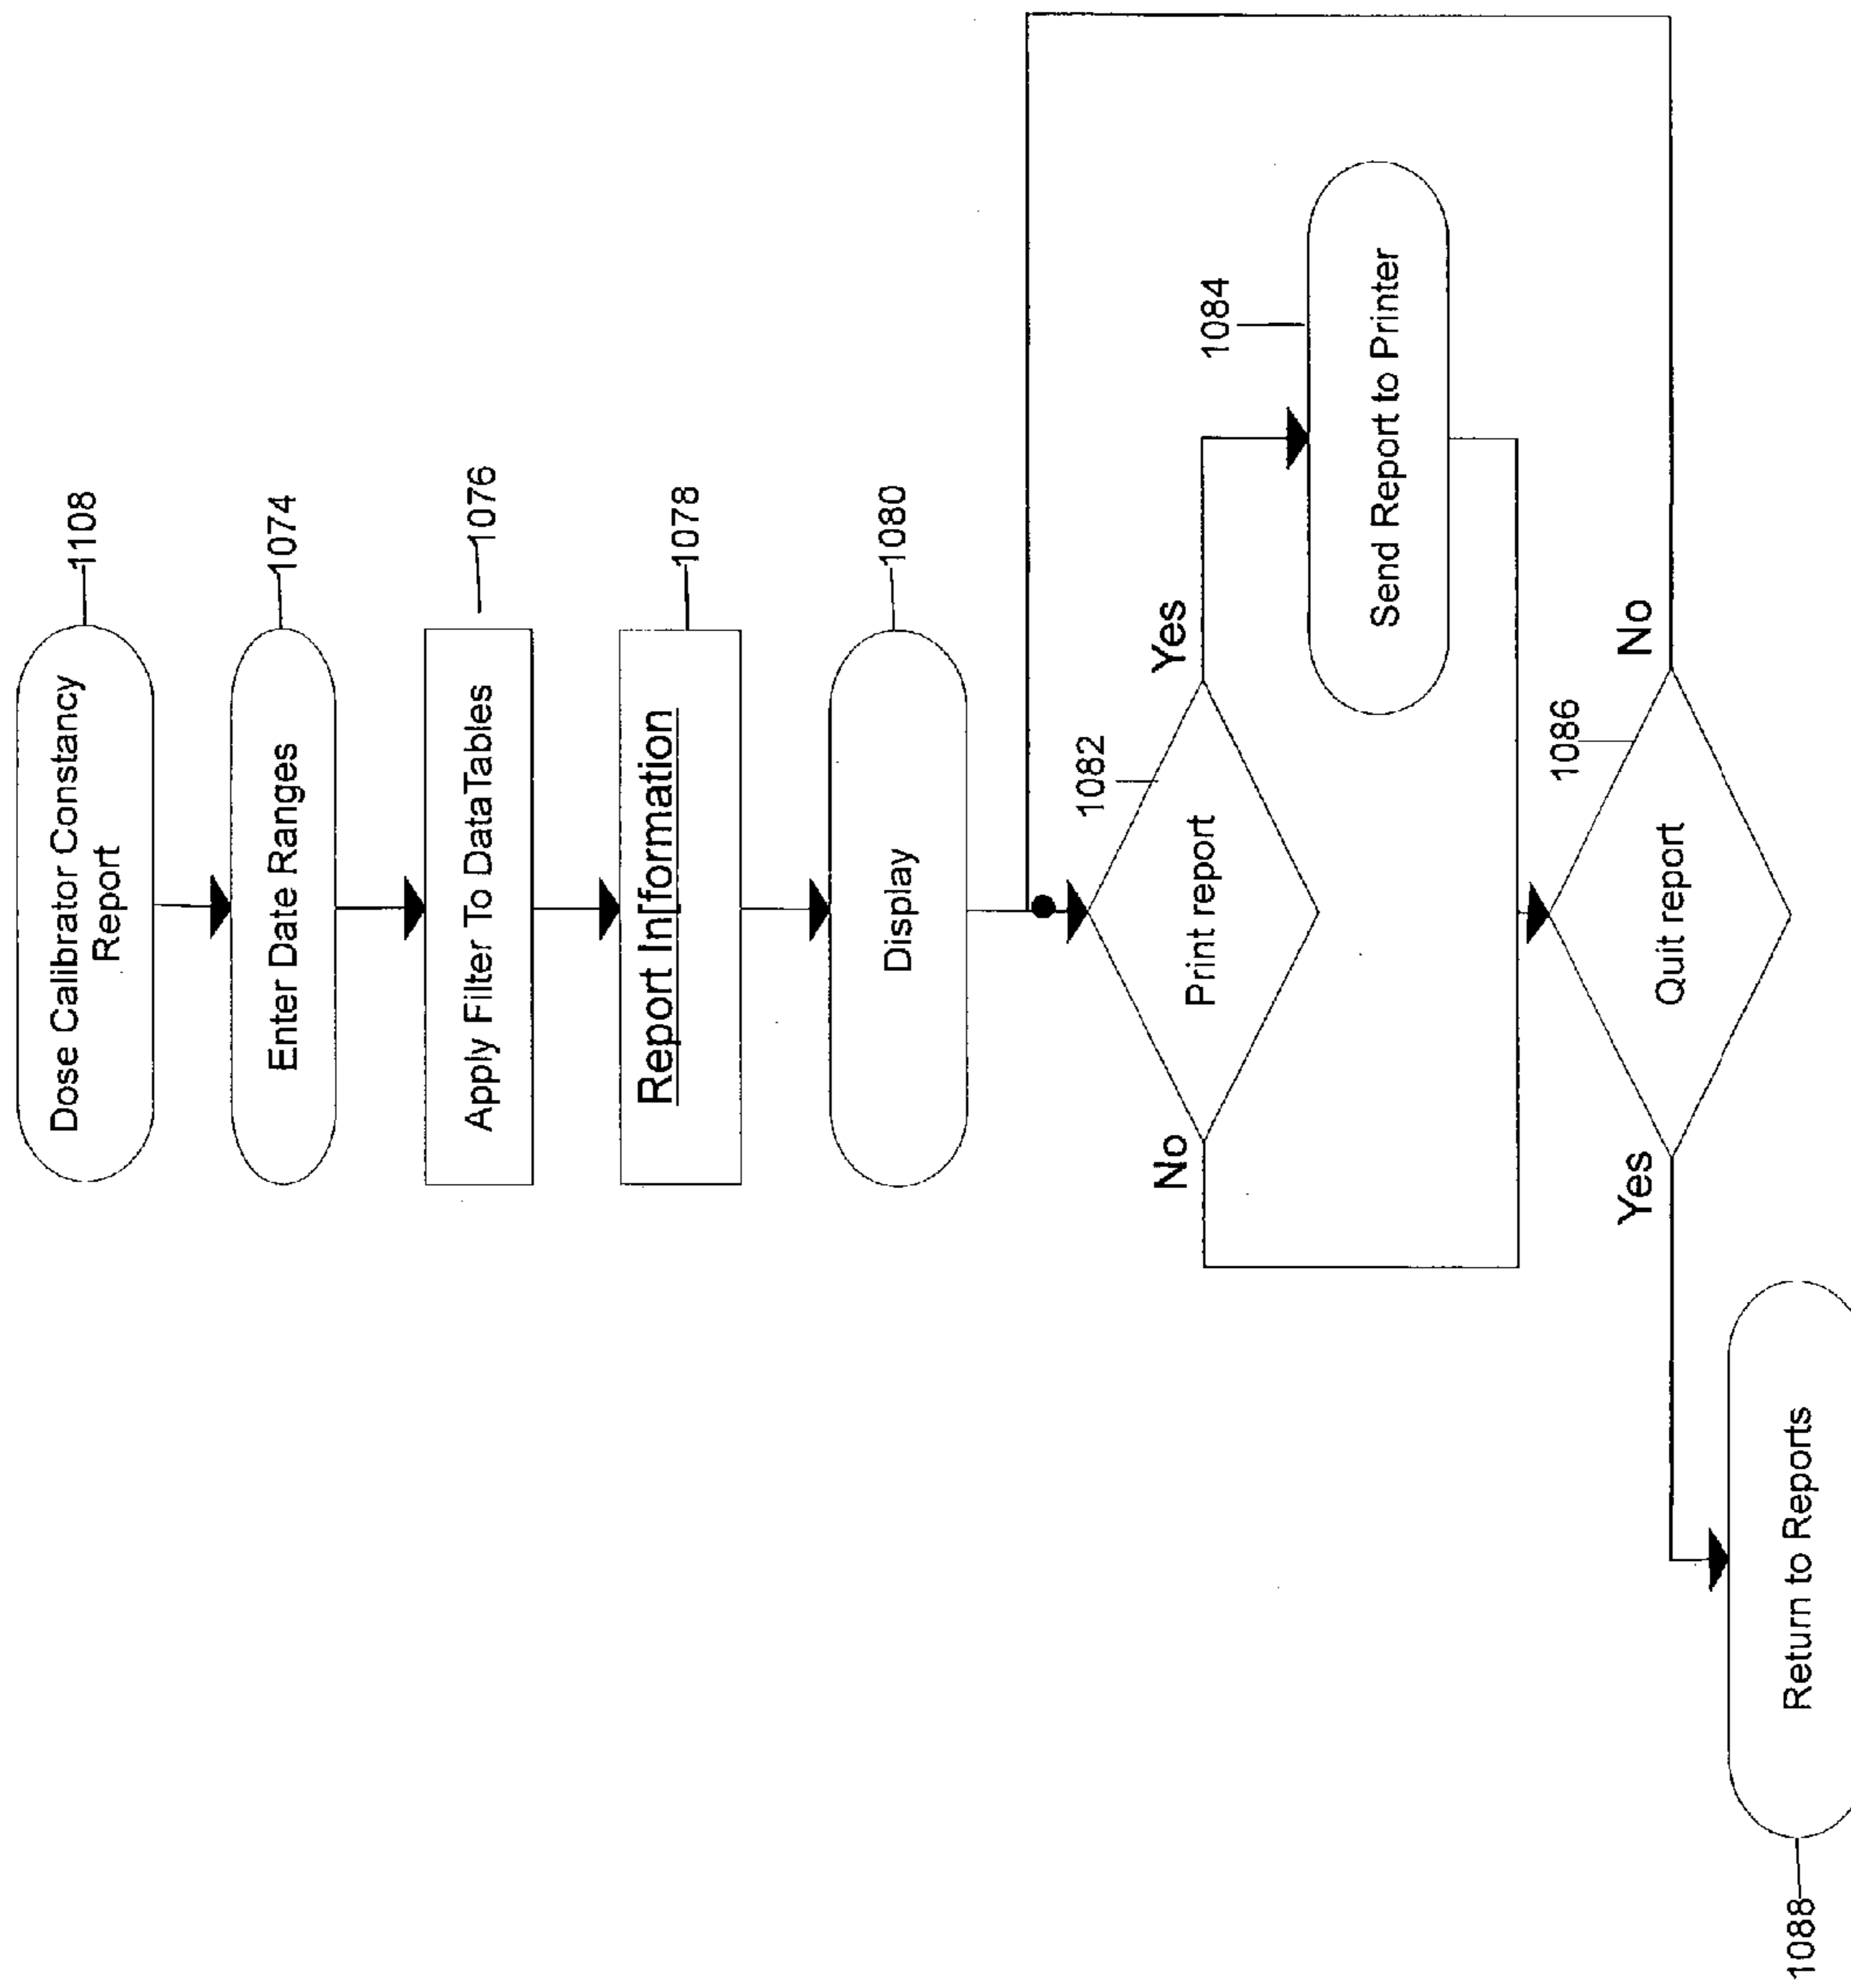 Dose Calibrator Constancy
Report
1108
Enter Date Ranges
1074
Apply Filter To DataTables
1076
Report Information
1078
Display
1080
1082
Print report
No
Yes
1084
Send Report to Printer
1086
Quit report
Yes
No
Return to Reports
1088